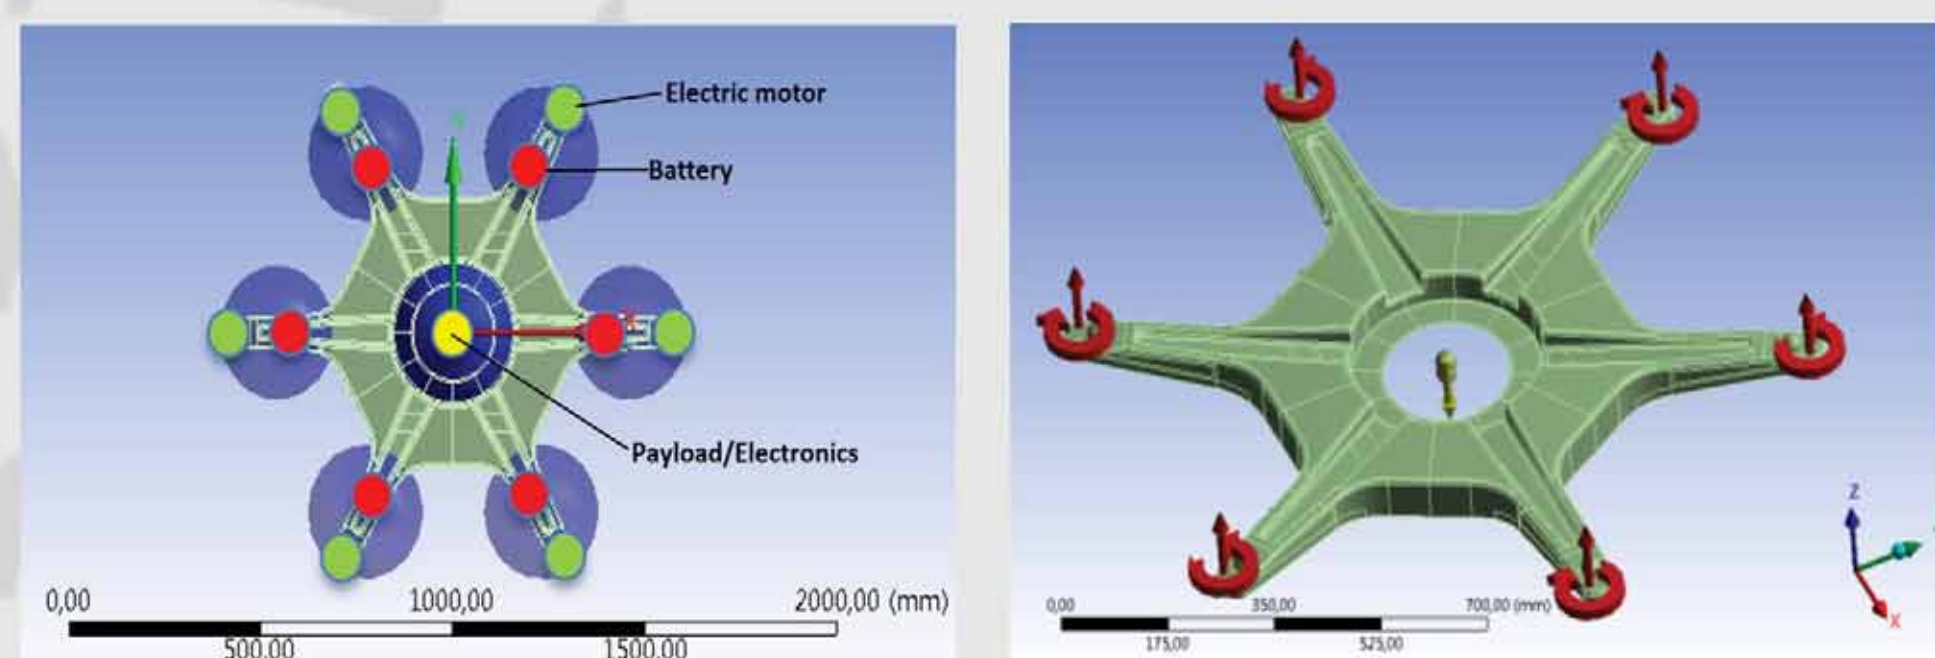 Electric motor
Battery
Payload/Electronics
0,00 1000,00 2000,00 (mm)
500,00 1500,00
0,00 350,00 700,00 (mm)
175,00 525,00
Z
X